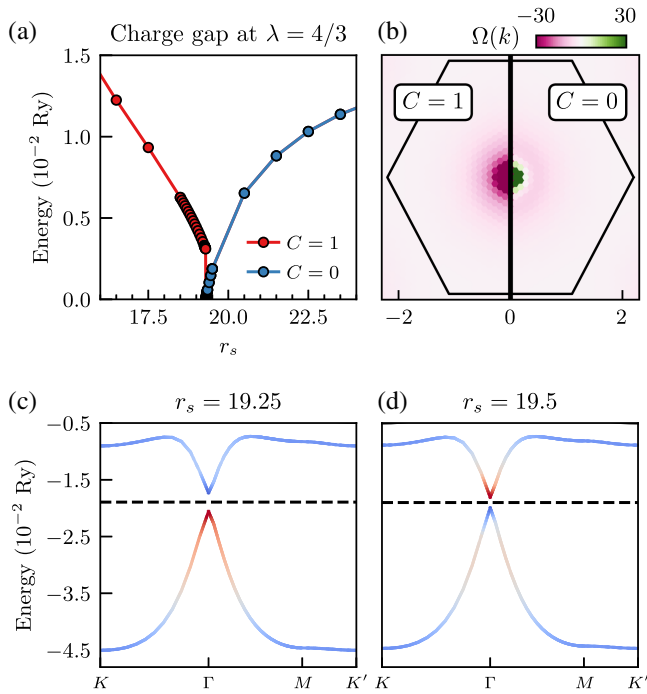 (a) Charge gap at λ = 4/3
Energy (10⁻² Ry)
1.5
1.0
0.5
0.0
17.5 20.0 22.5
r_s
C = 1
C = 0
(b) Ω(k) −30 30
C = 1 C = 0
−2 0 2
(c) r_s = 19.25
Energy (10⁻² Ry)
−0.5
−1.5
−2.5
−3.5
−4.5
K Γ M K′
(d) r_s = 19.5
K Γ M K′